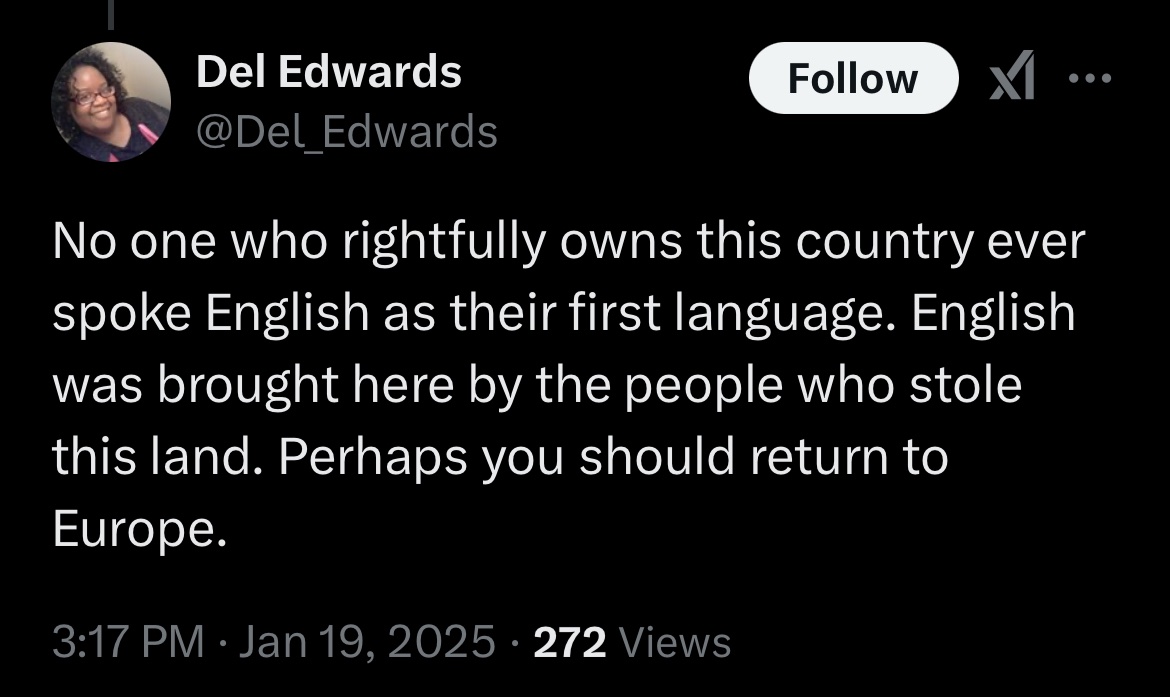 Del Edwards
Follow
@Del_Edwards
No one who rightfully owns this country ever
spoke English as their first language. English
was brought here by the people who stole
this land. Perhaps you should return to
Europe.
3:17 PM · Jan 19, 2025 · 272 Views